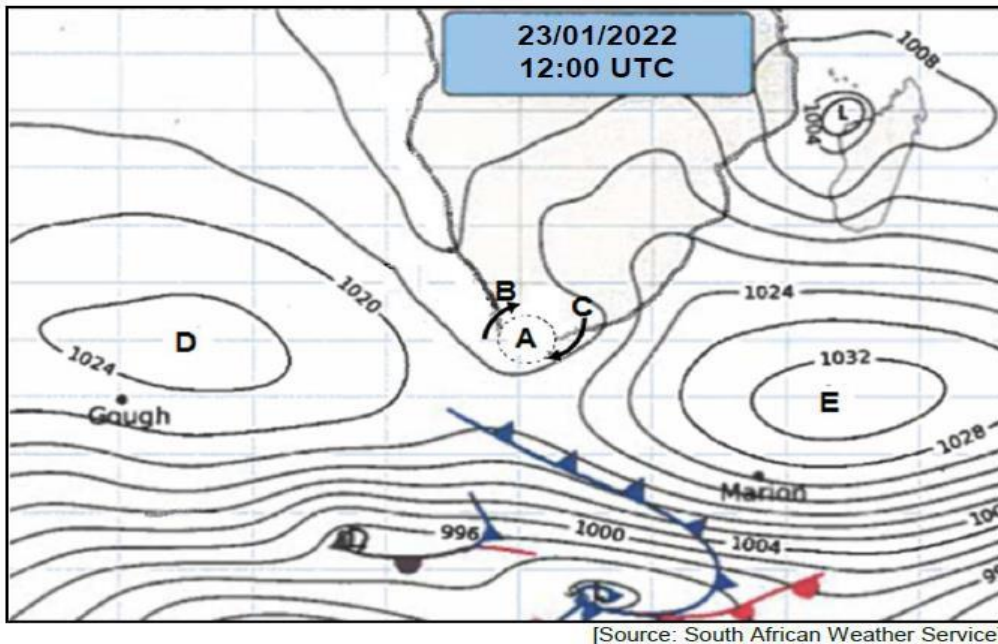 23/01/2022
12:00 UTC
1008
L
1004
B
C
A
1020
D
1024
Gough
1024
1032
E
1028
Marion
996
1000
1004
L
[Source: South African Weather Service]